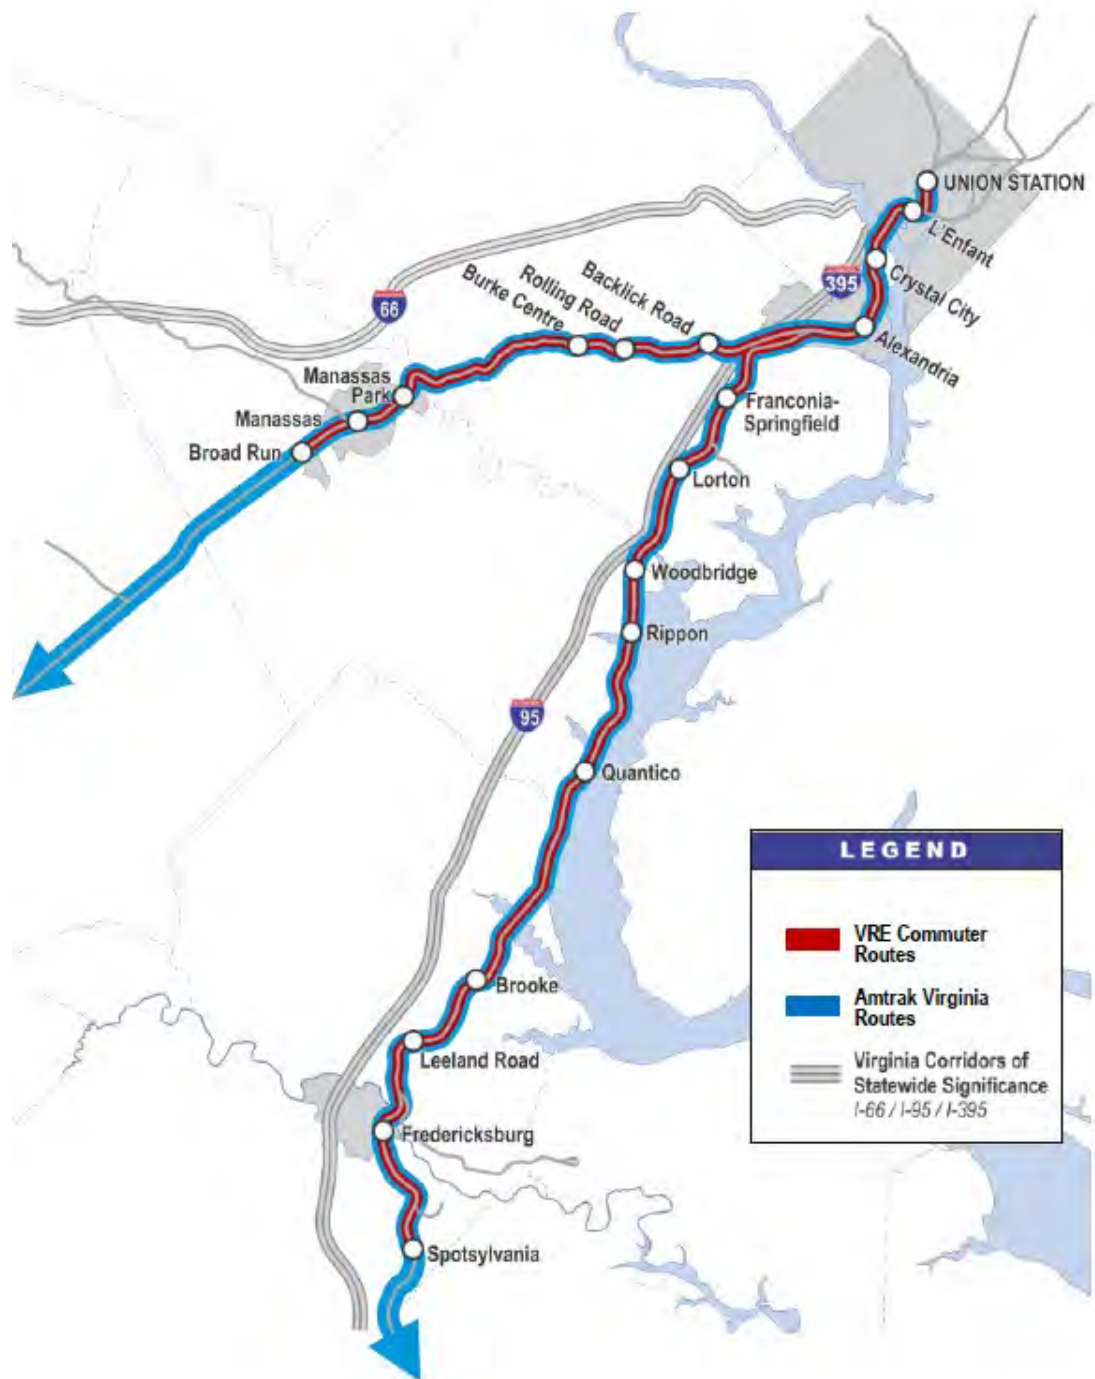 UNION STATION
L'Enfant
Crystal City
Alexandria
395
Backlick Road
Rolling Road
Burke Centre
66
Manassas
Park
Manassas
Broad Run
Franconia-
Springfield
Lorton
Woodbridge
Rippon
95
Quantico
Brooke
Leeland Road
Fredericksburg
Spotsylvania
LEGEND
VRE Commuter
Routes
Amtrak Virginia
Routes
Virginia Corridors of
Statewide Significance
I-66 / I-95 / I-395